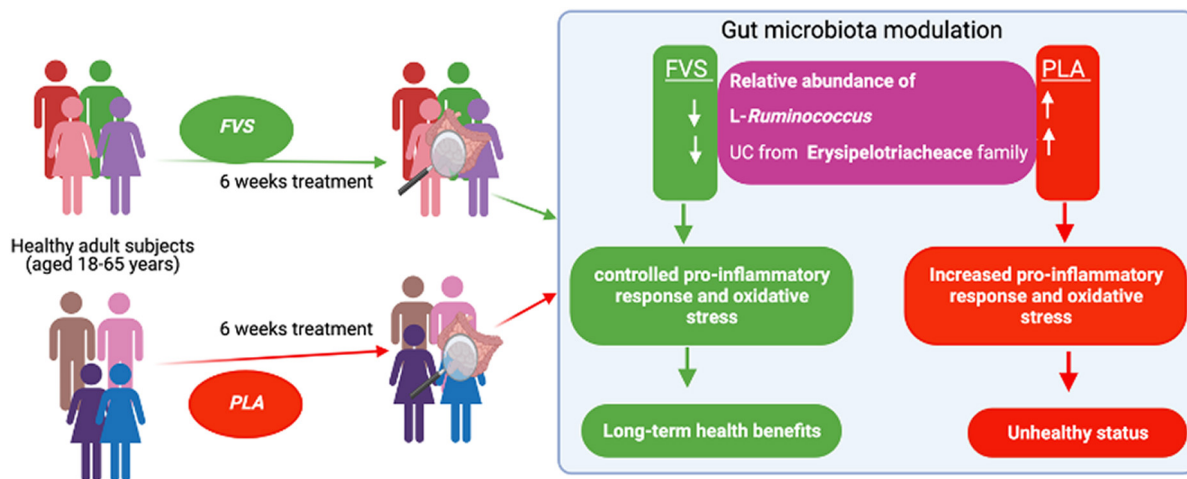 FVS
6 weeks treatment
Healthy adult subjects
(aged 18-65 years)
6 weeks treatment
PLA
Gut microbiota modulation
FVS
Relative abundance of
L-Ruminococcus
UC from Erysipelotriacheace family
PLA
controlled pro-inflammatory
response and oxidative
stress
Increased pro-inflammatory
response and oxidative
stress
Long-term health benefits
Unhealthy status